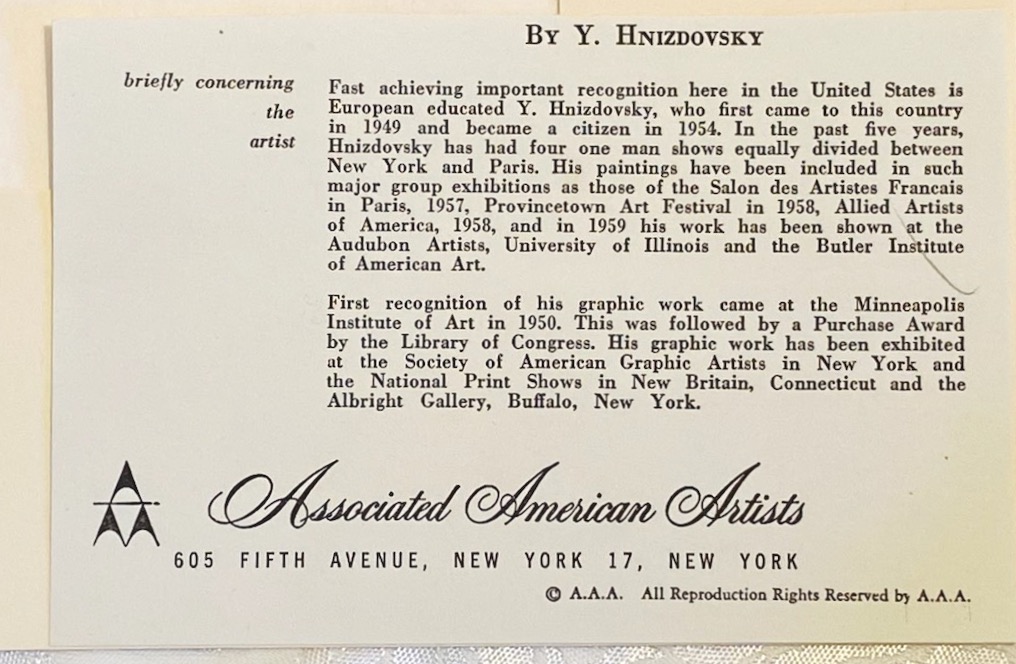 By Y. Hnizdovsky
briefly concerning
the
artist
Fast achieving important recognition here in the United States is
European educated Y. Hnizdovsky, who first came to this country
in 1949 and became a citizen in 1954. In the past five years,
Hnizdovsky has had four one man shows equally divided between
New York and Paris. His paintings have been included in such
major group exhibitions as those of the Salon des Artistes Francais
in Paris, 1957, Provincetown Art Festival in 1958, Allied Artists
of America, 1958, and in 1959 his work has been shown at the
Audubon Artists, University of Illinois and the Butler Institute
of American Art.
First recognition of his graphic work came at the Minneapolis
Institute of Art in 1950. This was followed by a Purchase Award
by the Library of Congress. His graphic work has been exhibited
at the Society of American Graphic Artists in New York and
the National Print Shows in New Britain, Connecticut and the
Albright Gallery, Buffalo, New York.
Associated American Artists
605 FIFTH AVENUE, NEW YORK 17, NEW YORK
© A.A.A. All Reproduction Rights Reserved by A.A.A.